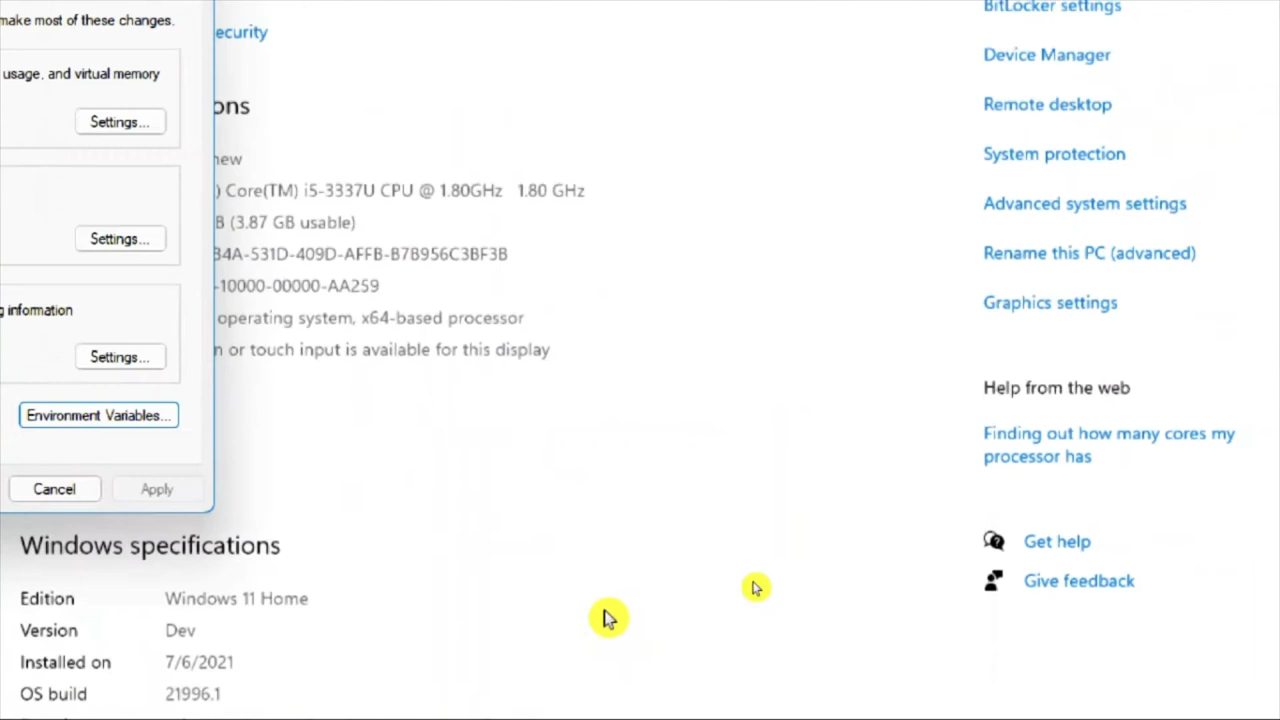 make most of these changes.
usage, and virtual memory
Settings...
Settings...
g information
Settings...
Environment Variables...
Cancel
Apply
ecurity
ons
new
) Core(TM) i5-3337U CPU @ 1.80GHz 1.80 GHz
B (3.87 GB usable)
34A-531D-409D-AFFB-B78956C3BF3B
-10000-00000-AA259
operating system, x64-based processor
n or touch input is available for this display
Windows specifications
Edition Windows 11 Home
Version Dev
Installed on 7/6/2021
OS build 21996.1
BitLocker settings
Device Manager
Remote desktop
System protection
Advanced system settings
Rename this PC (advanced)
Graphics settings
Help from the web
Finding out how many cores my
processor has
Get help
Give feedback